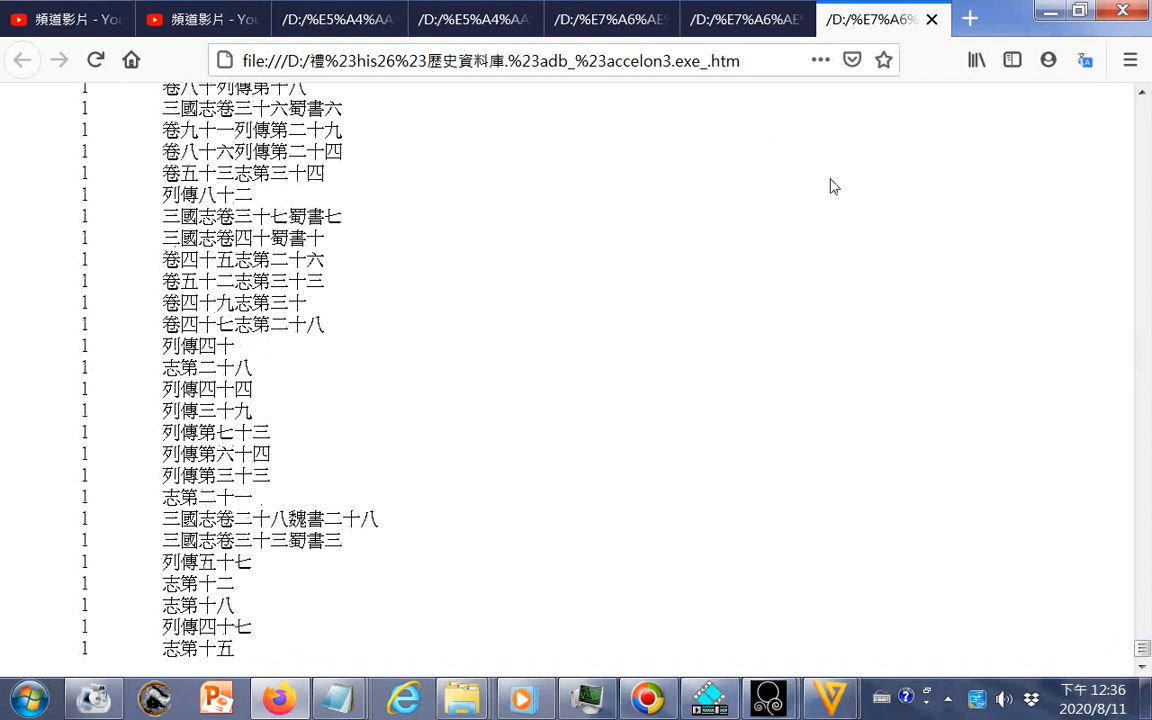 頻道影片 - You
頻道影片 - You
/D:/%E5%A4%AA
/D:/%E5%A4%AA
/D:/%E7%A6%AE
/D:/%E7%A6%AE
/D:/%E7%A6%
file:///D:/禮%23his26%23歷史資料庫.%23adb_%23accelon3.exe_.htm
1 卷八十列傳第十八
1 三國志卷三十六蜀書六
1 卷九十一列傳第二十九
1 卷八十六列傳第二十四
1 卷五十三志第三十四
1 列傳八十二
1 三國志卷三十七蜀書七
1 三國志卷四十蜀書十
1 卷四十五志第二十六
1 卷五十二志第三十三
1 卷四十九志第三十
1 卷四十七志第二十八
1 列傳四十
1 志第二十八
1 列傳四十四
1 列傳三十九
1 列傳第七十三
1 列傳第六十四
1 列傳第三十三
1 志第二十一
1 三國志卷二十八魏書二十八
1 三國志卷三十三蜀書三
1 列傳五十七
1 志第十二
1 志第十八
1 列傳四十七
1 志第十五
下午 12:36
2020/8/11